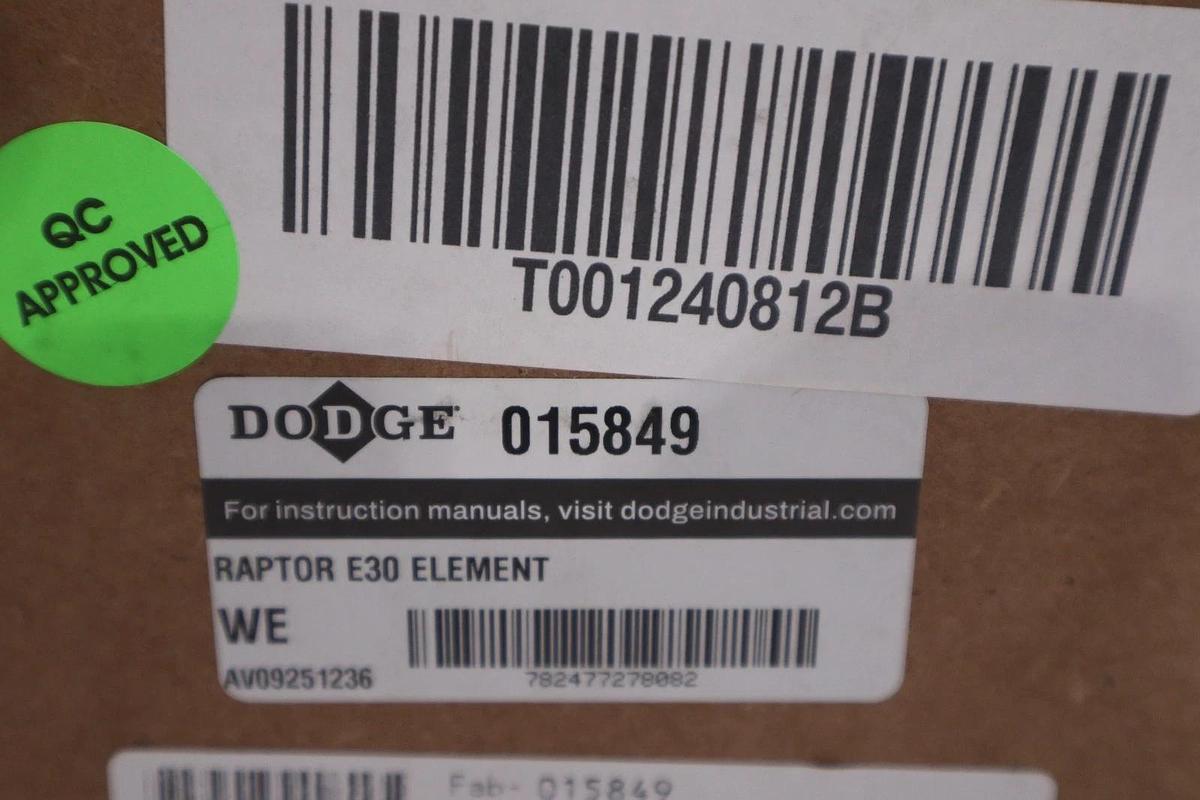 QC
APPROVED
T001240812B
DODGE 015849
For instruction manuals, visit dodgeindustrial.com
RAPTOR E30 ELEMENT
WE
AV09251236
782477278082
Fab- 015849